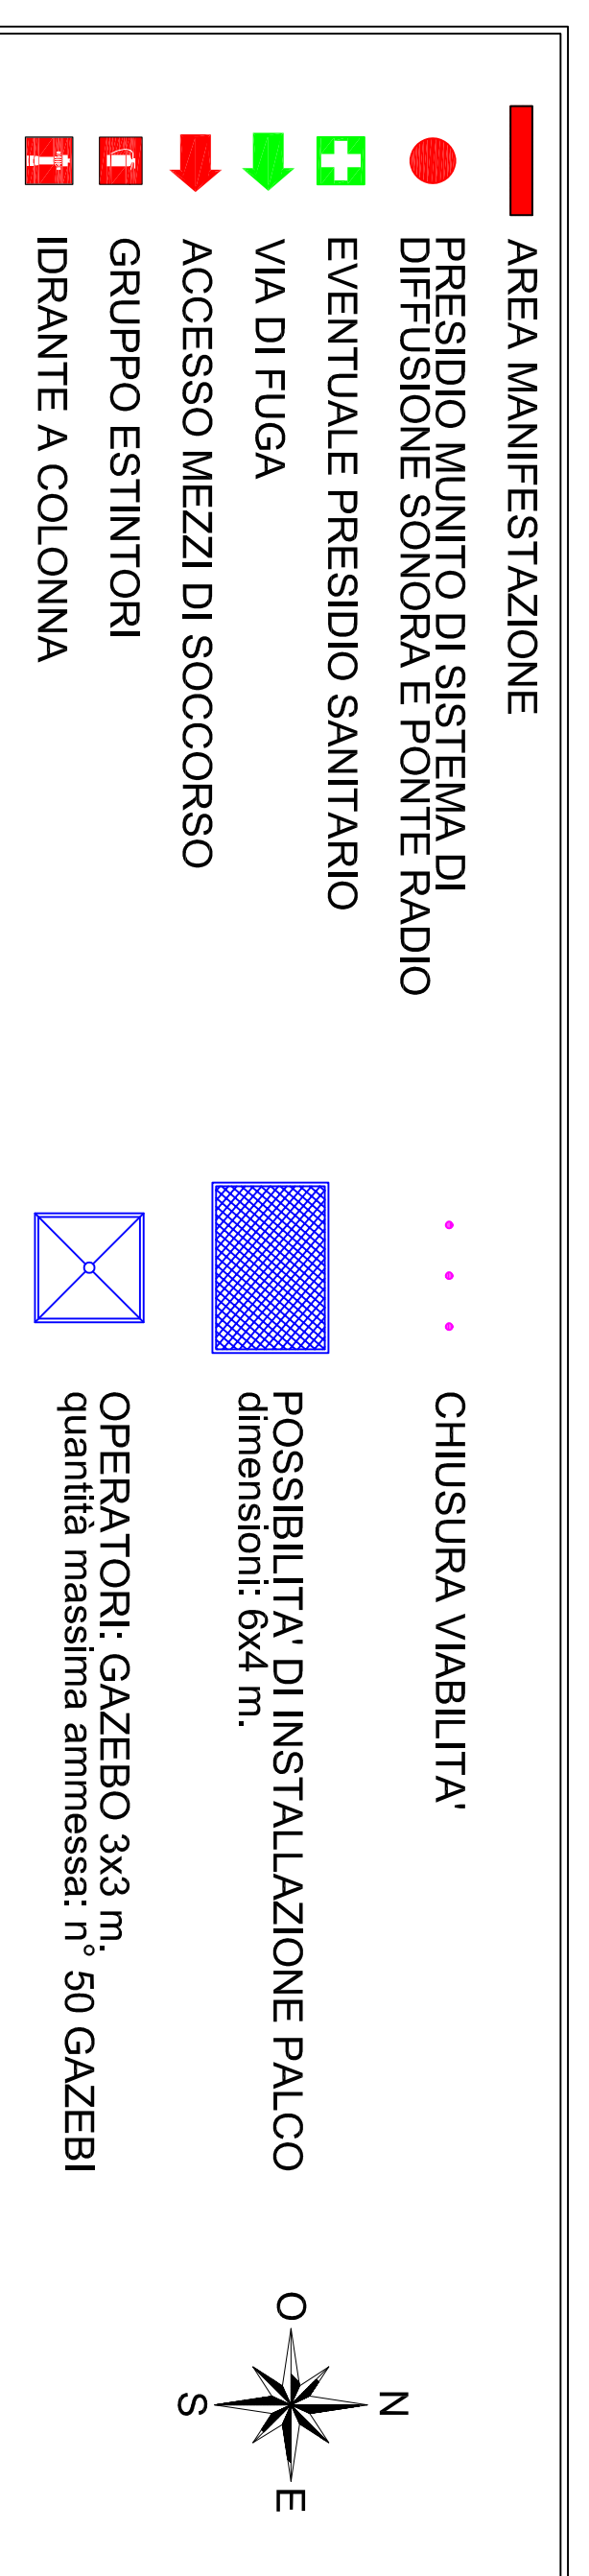 AREA MANIFESTAZIONE
PRESIDIO MUNITO DI SISTEMA DI
DIFFUSIONE SONORA E PONTE RADIO
EVENTUALE PRESIDIO SANITARIO
VIA DI FUGA
ACCESSO MEZZI DI SOCCORSO
GRUPPO ESTINTORI
IDRANTE A COLONNA
CHIUSURA VIABILITA'
POSSIBILITA' DI INSTALLAZIONE PALCO
dimensioni: 6x4 m.
OPERATORI: GAZEBO 3x3 m.
quantità massima ammessa: n° 50 GAZEBI
N
O
E
S